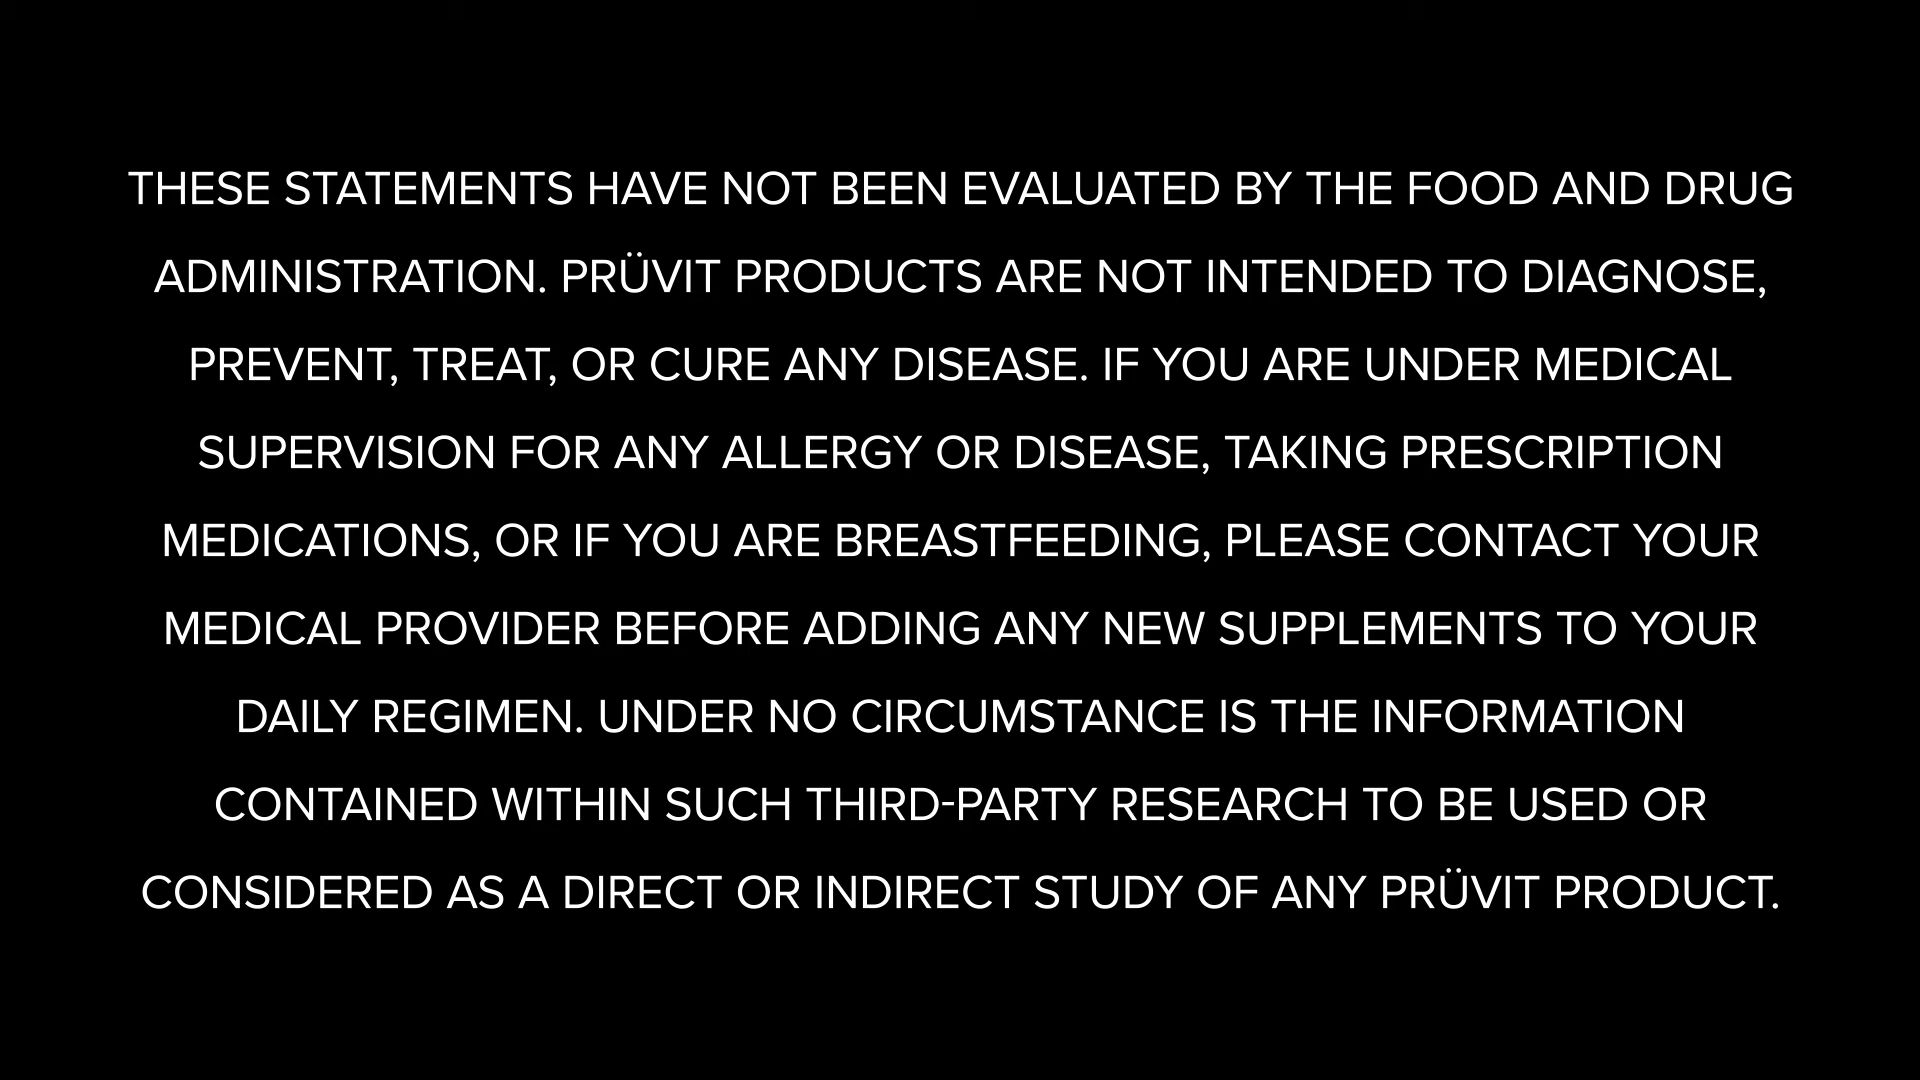 THESE STATEMENTS HAVE NOT BEEN EVALUATED BY THE FOOD AND DRUG
ADMINISTRATION. PRÜVIT PRODUCTS ARE NOT INTENDED TO DIAGNOSE,
PREVENT, TREAT, OR CURE ANY DISEASE. IF YOU ARE UNDER MEDICAL
SUPERVISION FOR ANY ALLERGY OR DISEASE, TAKING PRESCRIPTION
MEDICATIONS, OR IF YOU ARE BREASTFEEDING, PLEASE CONTACT YOUR
MEDICAL PROVIDER BEFORE ADDING ANY NEW SUPPLEMENTS TO YOUR
DAILY REGIMEN. UNDER NO CIRCUMSTANCE IS THE INFORMATION
CONTAINED WITHIN SUCH THIRD-PARTY RESEARCH TO BE USED OR
CONSIDERED AS A DIRECT OR INDIRECT STUDY OF ANY PRÜVIT PRODUCT.